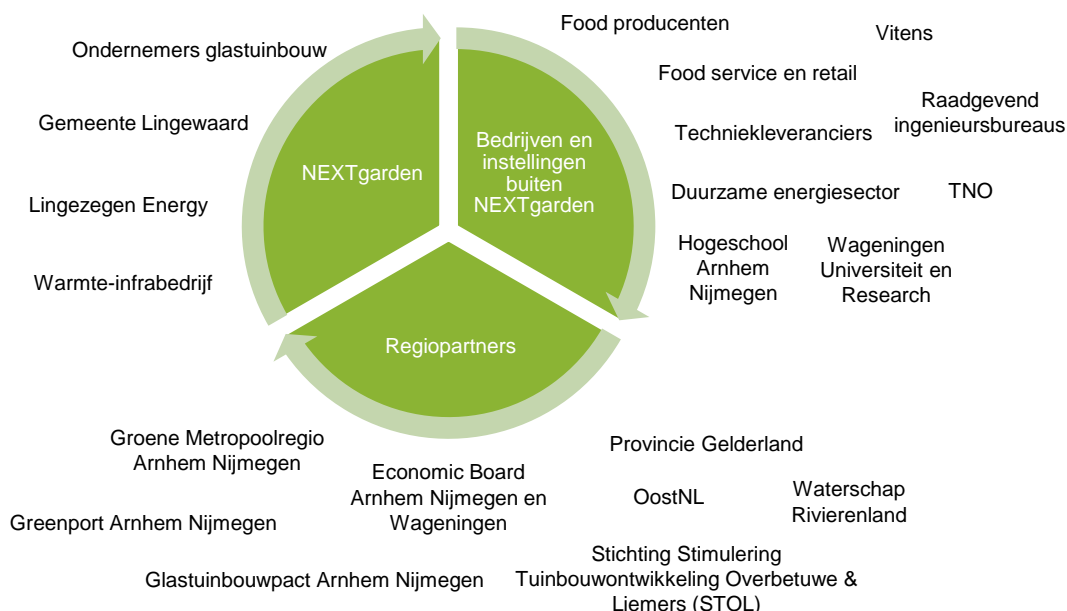 Ondernemers glastuinbouw
Gemeente Lingewaard
Lingezegen Energy
Warmte-infrabedrijf
NEXTgarden
Bedrijven en
instellingen
buiten
NEXTgarden
Regiopartners
Food producenten
Vitens
Food service en retail
Raadgevend
ingenieursbureaus
Techniekleveranciers
Duurzame energiesector
TNO
Hogeschool
Arnhem
Nijmegen
Wageningen
Universiteit en
Research
Groene Metropoolregio
Arnhem Nijmegen
Economic Board
Arnhem Nijmegen en
Wageningen
Provincie Gelderland
OostNL
Waterschap
Rivierenland
Greenport Arnhem Nijmegen
Glastuinbouwpact Arnhem Nijmegen
Stichting Stimulering
Tuinbouwontwikkeling Overbetuwe &
Liemers (STOL)